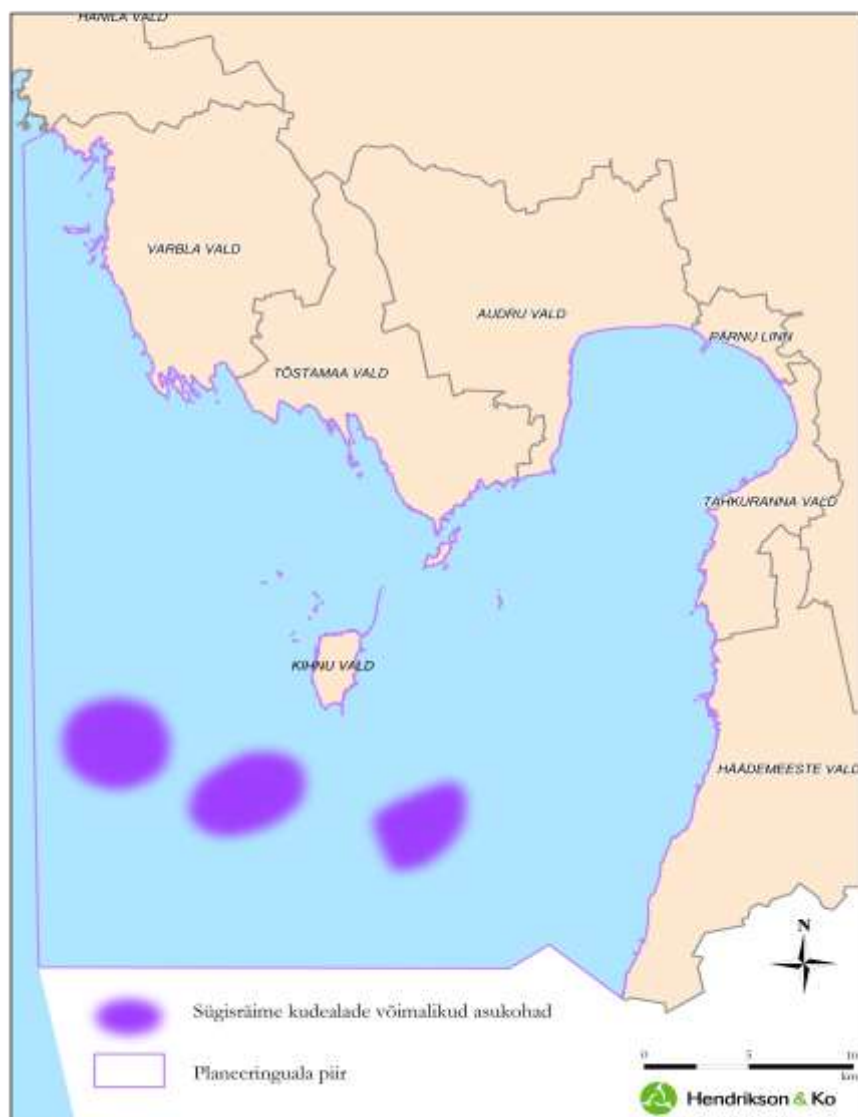 HANILA VALD
VARBLA VALD
AUDRU VALD
PÄRNU LINN
TÕSTAMAA VALD
TAHKURANNA VALD
KIHNU VALD
HÄÄDEMEESTE VALD
N
Sügisräime kudealade võimalikud asukohad
Planeeringuala piir
0 5 10
km
Hendrikson & Ko